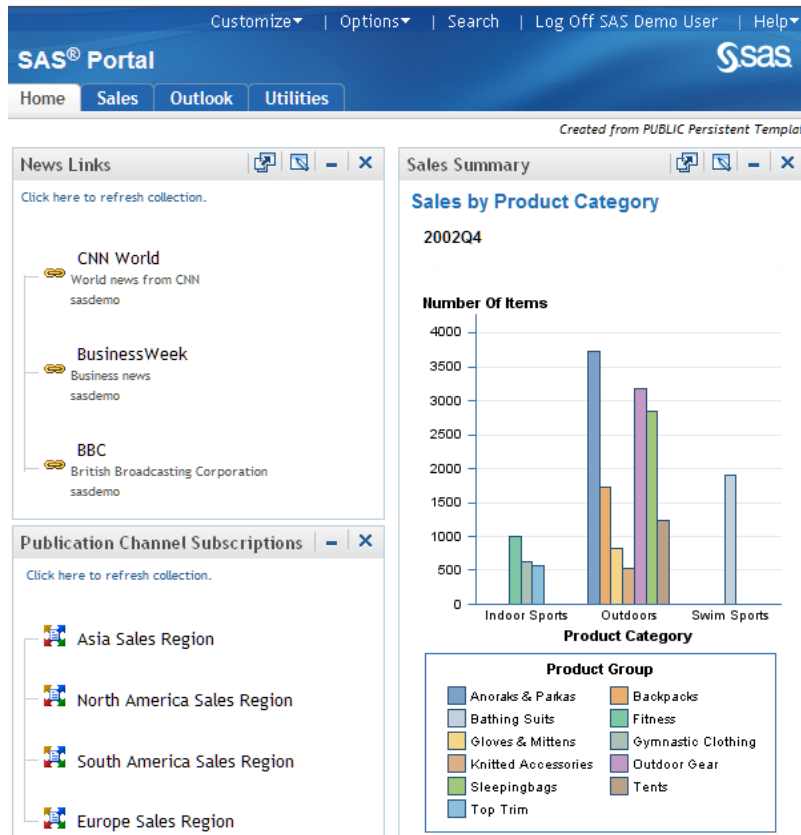 Customize▾ | Options▾ | Search | Log Off SAS Demo User | Help▾
SAS® Portal
sas
Home Sales Outlook Utilities
Created from PUBLIC Persistent Templat
News Links
Click here to refresh collection.
CNN World
World news from CNN
sasdemo
BusinessWeek
Business news
sasdemo
BBC
British Broadcasting Corporation
sasdemo
Publication Channel Subscriptions
Click here to refresh collection.
Asia Sales Region
North America Sales Region
South America Sales Region
Europe Sales Region
Sales Summary
Sales by Product Category
2002Q4
Number Of Items
4000
3500
3000
2500
2000
1500
1000
500
0
Indoor Sports Outdoors Swim Sports
Product Category
Product Group
Anoraks & Parkas Backpacks
Bathing Suits Fitness
Gloves & Mittens Gymnastic Clothing
Knitted Accessories Outdoor Gear
Sleepingbags Tents
Top Trim